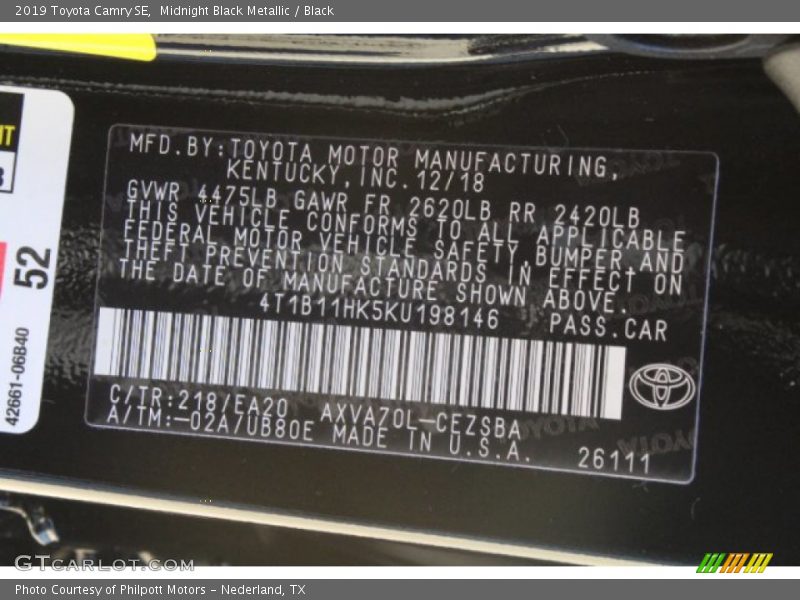 2019 Toyota Camry SE, Midnight Black Metallic / Black
MFD.BY:TOYOTA MOTOR MANUFACTURING,
KENTUCKY,INC.12/18
GVWR 4475LB GAWR FR 2620LB RR 2420LB
THIS VEHICLE CONFORMS TO ALL APPLICABLE
FEDERAL MOTOR VEHICLE SAFETY,BUMPER AND
THEFT PREVENTION STANDARDS IN EFFECT ON
THE DATE OF MANUFACTURE SHOWN ABOVE.
4T1B11HK5KU198146 PASS.CAR
C/TR:218/EA20 AXVA70L-CEZSBA
A/TM:-02A/UB80E MADE IN U.S.A.
26111
52
42661-06B40
GTCARLOT.COM
Photo Courtesy of Philpott Motors - Nederland, TX